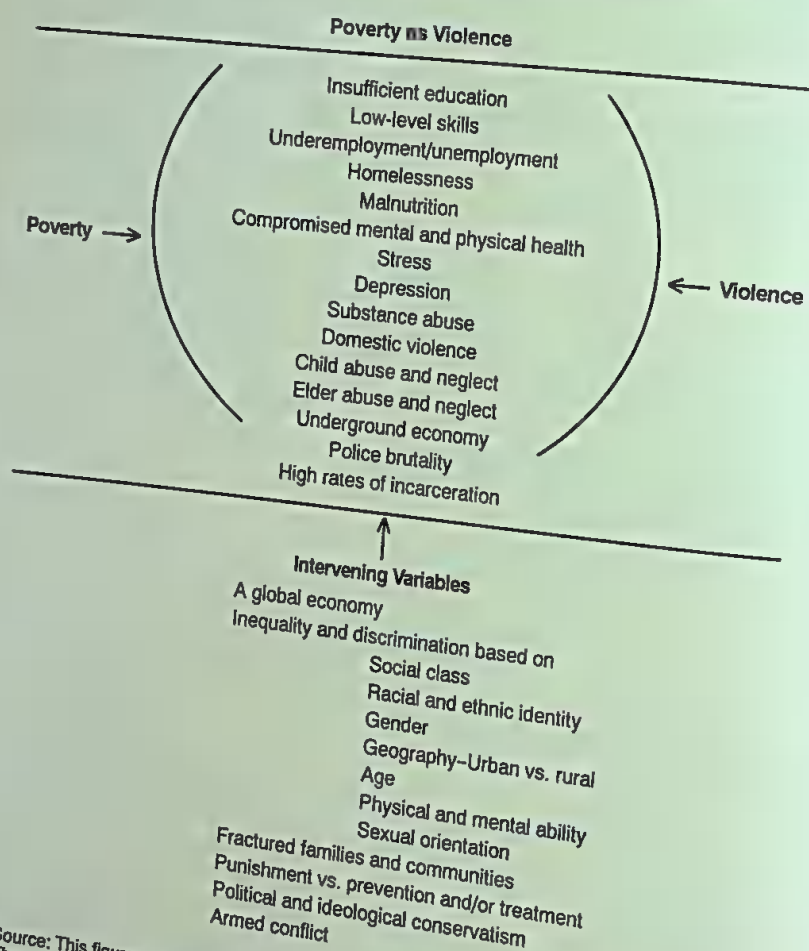 Poverty as Violence
Insufficient education
Low-level skills
Underemployment/unemployment
Homelessness
Malnutrition
Compromised mental and physical health
Poverty
Stress
Depression
Violence
Substance abuse
Domestic violence
Child abuse and neglect
Elder abuse and neglect
Underground economy
Police brutality
High rates of incarceration
Intervening Variables
A global economy
Inequality and discrimination based on
Social class
Racial and ethnic identity
Gender
Geography–Urban vs. rural
Age
Physical and mental ability
Sexual orientation
Fractured families and communities
Punishment vs. prevention and/or treatment
Political and ideological conservatism
Armed conflict
Source: This